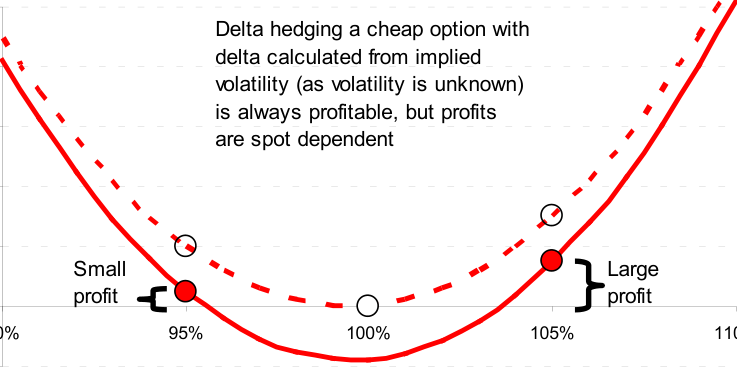 Delta hedging a cheap option with
delta calculated from implied
volatility (as volatility is unknown)
is always profitable, but profits
are spot dependent
Small
profit
Large
profit
0%
95%
100%
105%
110